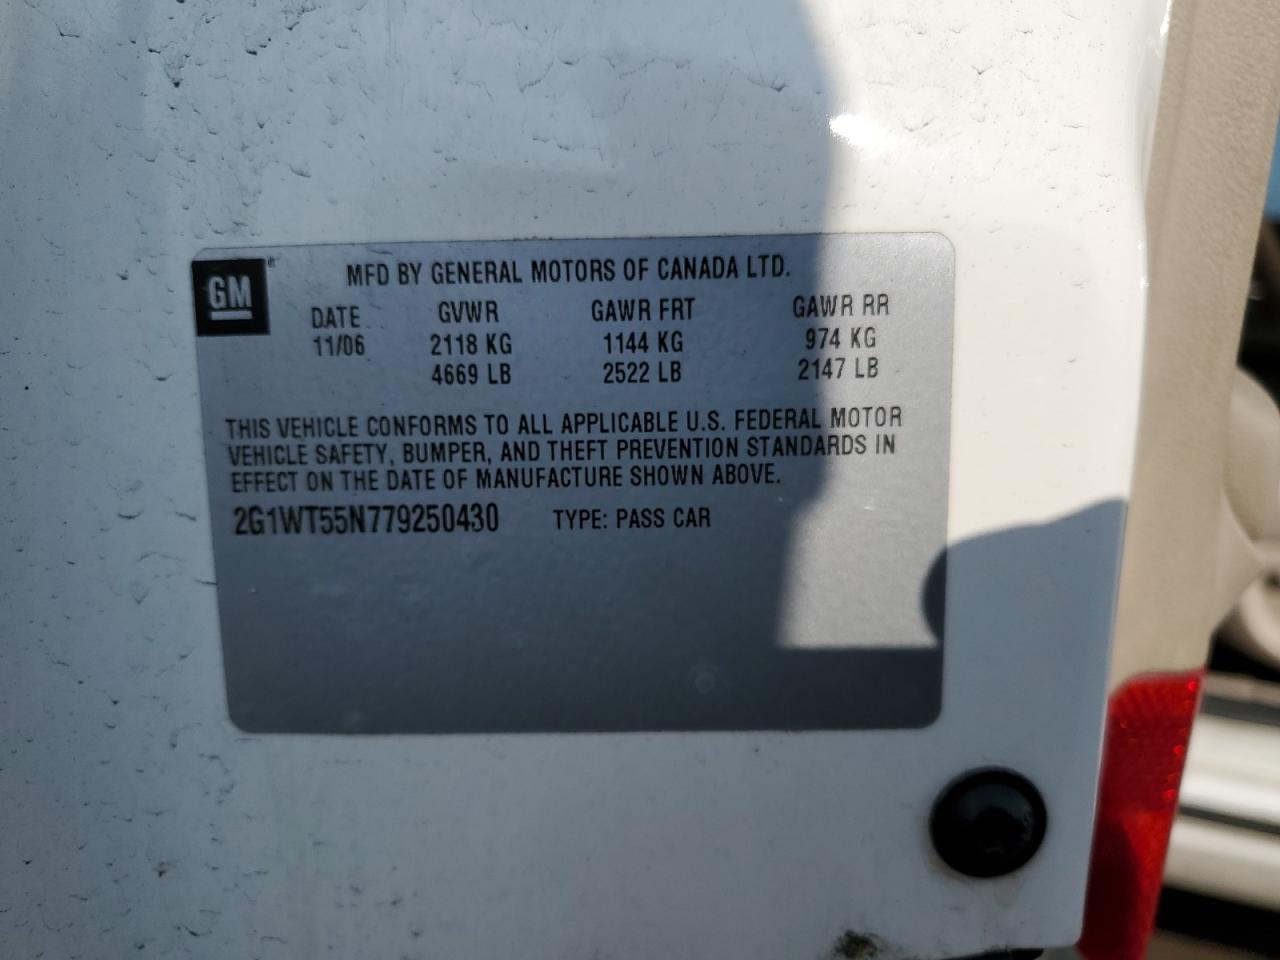 GM
MFD BY GENERAL MOTORS OF CANADA LTD.
DATE GVWR GAWR FRT GAWR RR
11/06 2118 KG 1144 KG 974 KG
4669 LB 2522 LB 2147 LB
THIS VEHICLE CONFORMS TO ALL APPLICABLE U.S. FEDERAL MOTOR
VEHICLE SAFETY, BUMPER, AND THEFT PREVENTION STANDARDS IN
EFFECT ON THE DATE OF MANUFACTURE SHOWN ABOVE.
2G1WT55N779250430 TYPE: PASS CAR